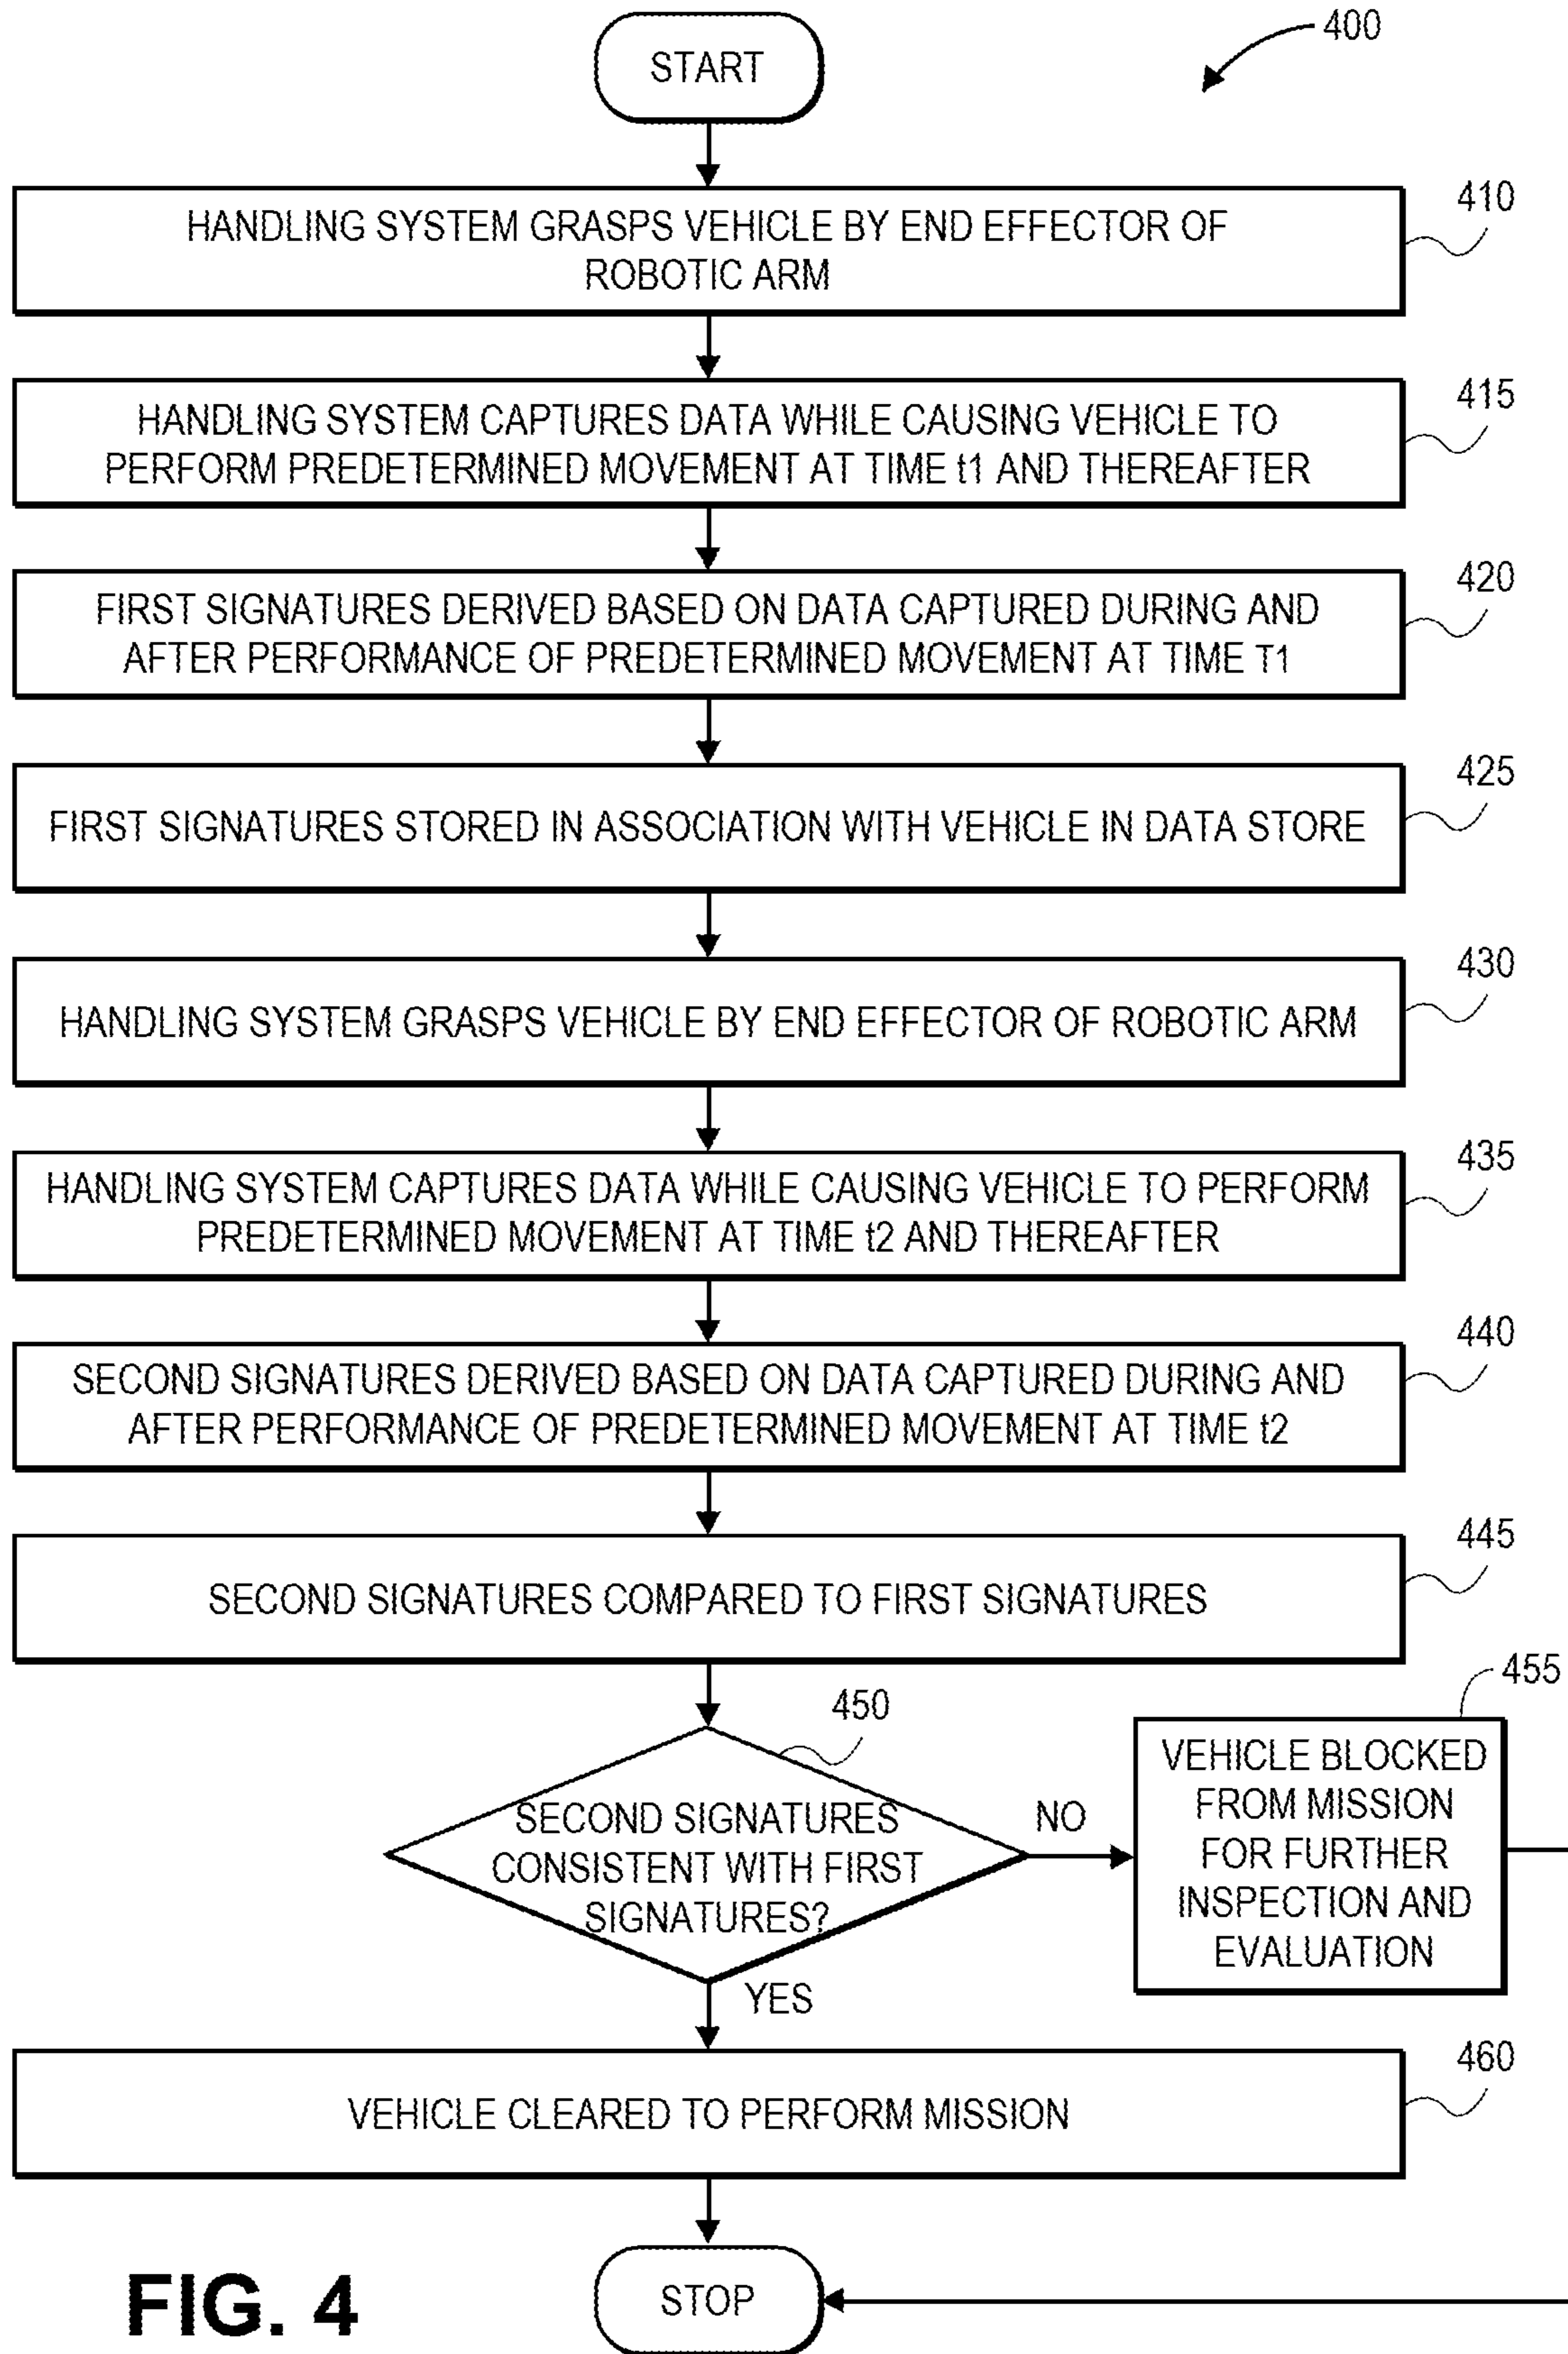 400
START
410
HANDLING SYSTEM GRASPS VEHICLE BY END EFFECTOR OF
ROBOTIC ARM
415
HANDLING SYSTEM CAPTURES DATA WHILE CAUSING VEHICLE TO
PERFORM PREDETERMINED MOVEMENT AT TIME t1 AND THEREAFTER
420
FIRST SIGNATURES DERIVED BASED ON DATA CAPTURED DURING AND
AFTER PERFORMANCE OF PREDETERMINED MOVEMENT AT TIME T1
425
FIRST SIGNATURES STORED IN ASSOCIATION WITH VEHICLE IN DATA STORE
430
HANDLING SYSTEM GRASPS VEHICLE BY END EFFECTOR OF ROBOTIC ARM
435
HANDLING SYSTEM CAPTURES DATA WHILE CAUSING VEHICLE TO PERFORM
PREDETERMINED MOVEMENT AT TIME t2 AND THEREAFTER
440
SECOND SIGNATURES DERIVED BASED ON DATA CAPTURED DURING AND
AFTER PERFORMANCE OF PREDETERMINED MOVEMENT AT TIME t2
445
SECOND SIGNATURES COMPARED TO FIRST SIGNATURES
450
SECOND SIGNATURES
CONSISTENT WITH FIRST
SIGNATURES?
NO
455
VEHICLE BLOCKED
FROM MISSION
FOR FURTHER
INSPECTION AND
EVALUATION
YES
460
VEHICLE CLEARED TO PERFORM MISSION
STOP
FIG. 4